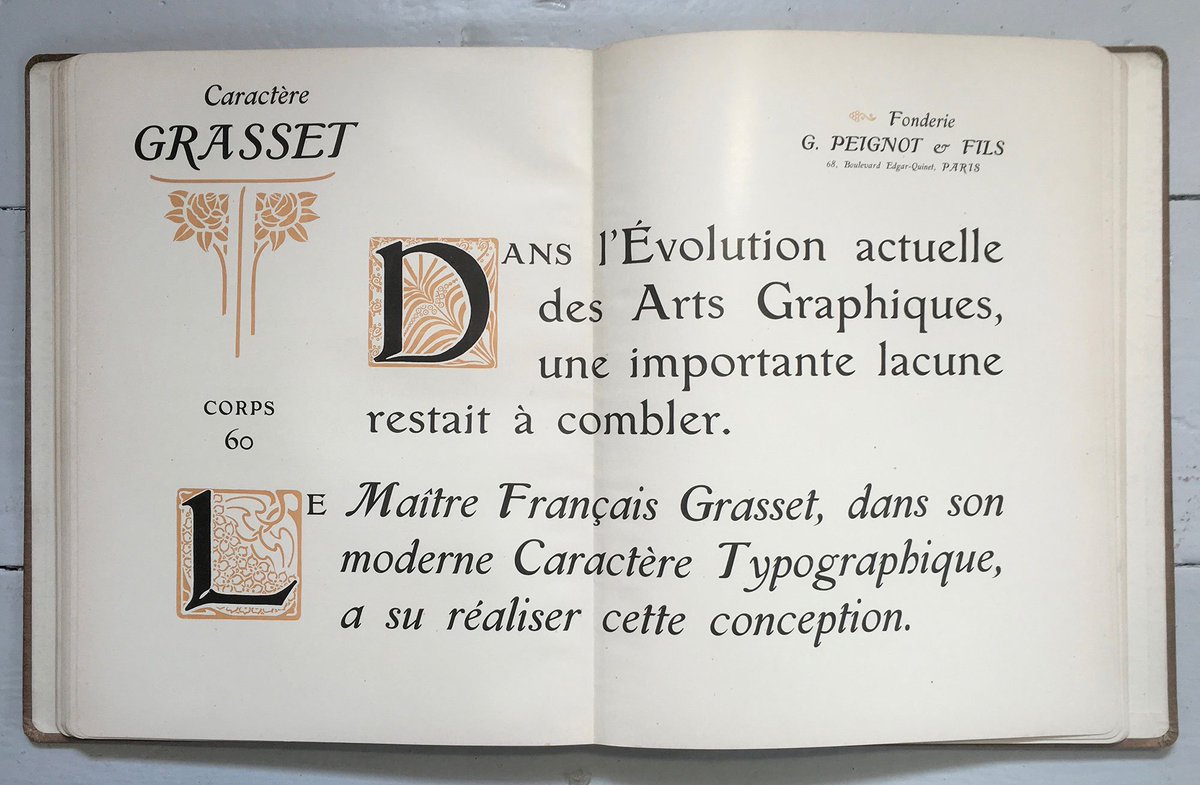 Caractère
GRASSET
Fonderie
G. PEIGNOT & FILS
68, Boulevard Edgar-Quinet, PARIS
DANS l'Évolution actuelle
des Arts Graphiques,
une importante lacune
restait à combler.
CORPS
60
LE Maître Français Grasset, dans son
moderne Caractère Typographique,
a su réaliser cette conception.